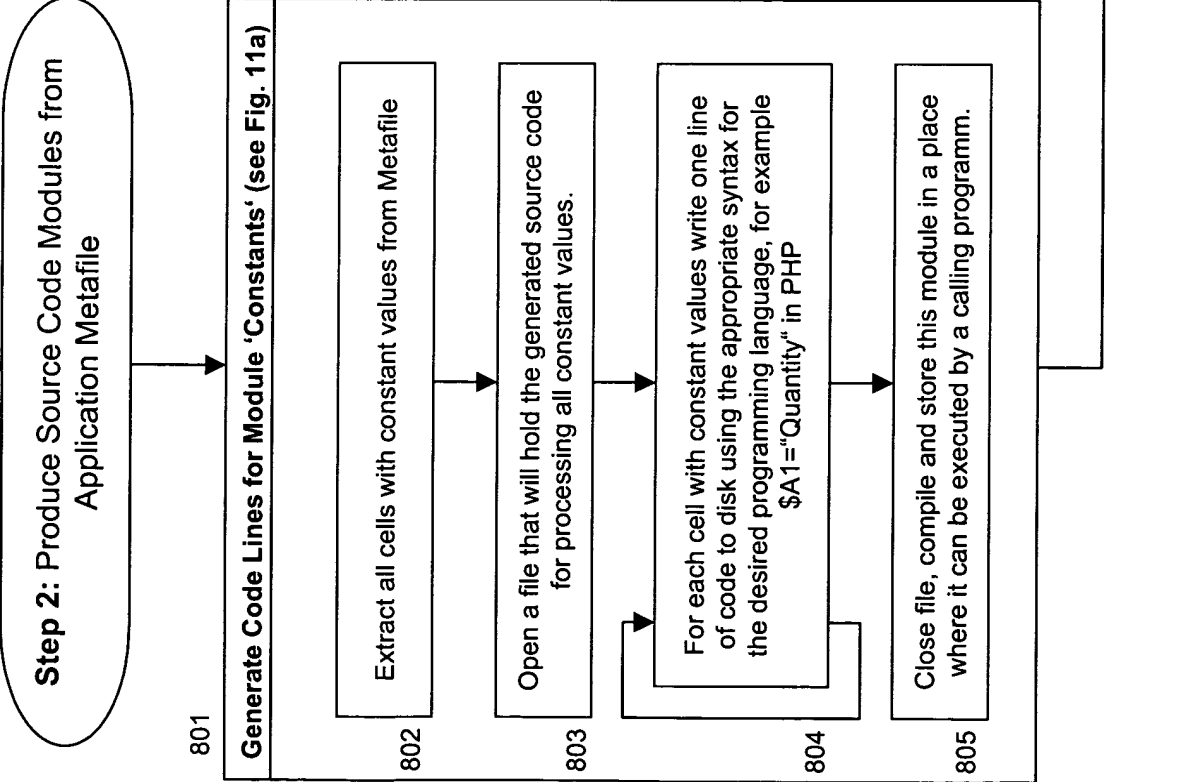 Step 2: Produce Source Code Modules from
Application Metafile
801
Generate Code Lines for Module ‘Constants‘ (see Fig. 11a)
802
Extract all cells with constant values from Metafile
803
Open a file that will hold the generated source code
for processing all constant values.
804
For each cell with constant values write one line
of code to disk using the appropriate syntax for
the desired programming language, for example
$A1=“Quantity“ in PHP
805
Close file, compile and store this module in a place
where it can be executed by a calling programm.